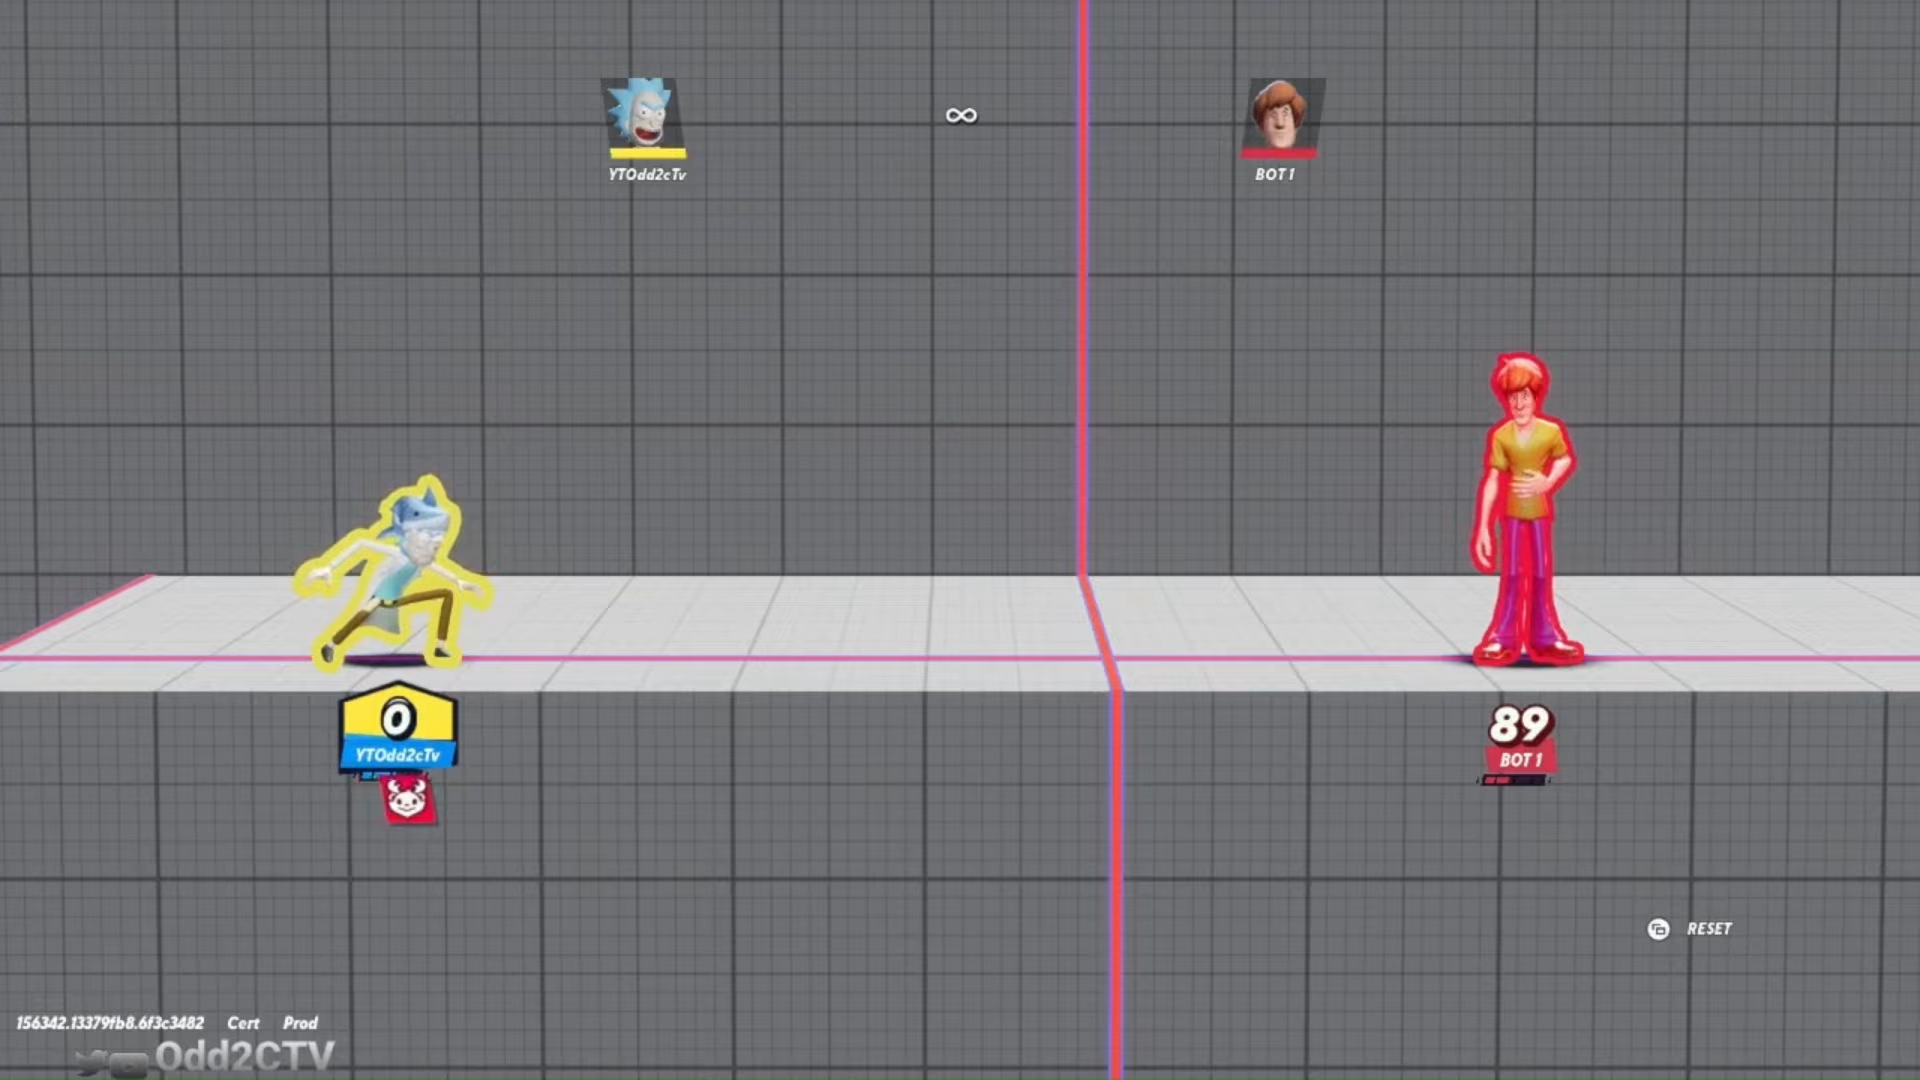 ∞
YTOdd2cTv
BOT 1
0
YTOdd2cTv
89
BOT 1
RESET
156342.13379fb8.6f3c3482 Cert Prod
Odd2CTV